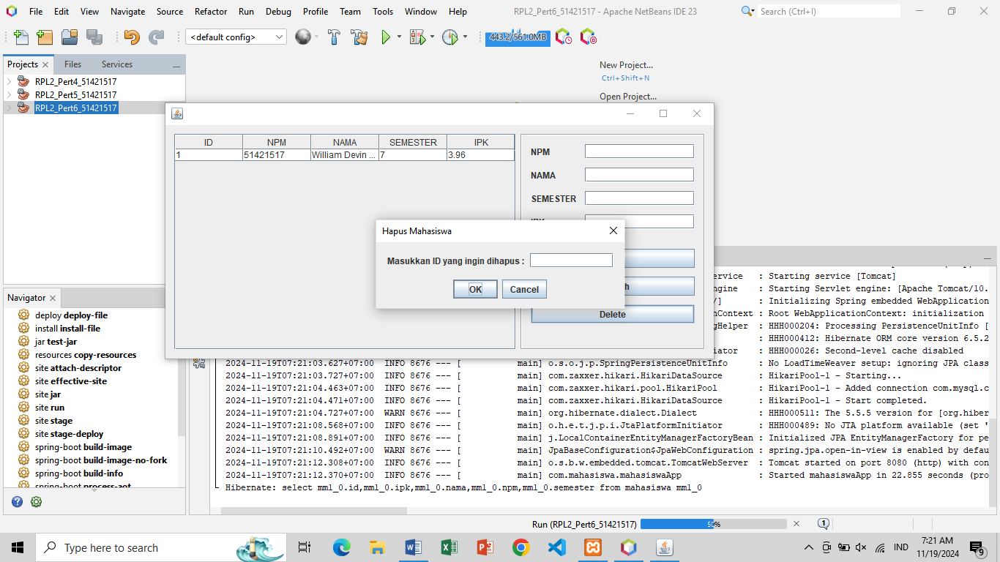 File Edit View Navigate Source Refactor Run Debug Profile Team Tools Window Help
RPL2_Pert6_51421517 - Apache NetBeans IDE 23
Search (Ctrl+I)
<default config>
443.2/561.0MB
Projects Files Services
RPL2_Pert4_51421517
RPL2_Pert5_51421517
RPL2_Pert6_51421517
New Project...
Ctrl+Shift+N
Open Project...
ID NPM NAMA SEMESTER IPK
1 51421517 William Devin ... 7 3.96
NPM
NAMA
SEMESTER
Delete
Hapus Mahasiswa
Masukkan ID yang ingin dihapus :
OK Cancel
Navigator
deploy deploy-file
install install-file
jar test-jar
resources copy-resources
site attach-descriptor
site effective-site
site jar
site run
site stage
site stage-deploy
spring-boot build-image
spring-boot build-image-no-fork
spring-boot build-info
spring-boot process-aot
: Starting service [Tomcat]
: Starting Servlet engine: [Apache Tomcat/10.
: Initializing Spring embedded WebApplication
Context : Root WebApplicationContext: initialization
Helper : HHH000204: Processing PersistenceUnitInfo [
: HHH000412: Hibernate ORM core version 6.5.2
: HHH000026: Second-level cache disabled
2024-11-19T07:21:03.627+07:00 INFO 8676 --- [ main] o.s.o.j.p.SpringPersistenceUnitInfo : No LoadTimeWeaver setup: ignoring JPA class
2024-11-19T07:21:03.727+07:00 INFO 8676 --- [ main] com.zaxxer.hikari.HikariDataSource : HikariPool-1 - Starting...
2024-11-19T07:21:04.463+07:00 INFO 8676 --- [ main] com.zaxxer.hikari.pool.HikariPool : HikariPool-1 - Added connection com.mysql.c
2024-11-19T07:21:04.471+07:00 INFO 8676 --- [ main] com.zaxxer.hikari.HikariDataSource : HikariPool-1 - Start completed.
2024-11-19T07:21:04.727+07:00 WARN 8676 --- [ main] org.hibernate.dialect.Dialect : HHH000511: The 5.5.5 version for [org.hiber
2024-11-19T07:21:08.568+07:00 INFO 8676 --- [ main] o.h.e.t.j.p.i.JtaPlatformInitiator : HHH000489: No JTA platform available (set '
2024-11-19T07:21:08.891+07:00 INFO 8676 --- [ main] j.LocalContainerEntityManagerFactoryBean : Initialized JPA EntityManagerFactory for pe
2024-11-19T07:21:10.492+07:00 WARN 8676 --- [ main] JpaBaseConfiguration$JpaWebConfiguration : spring.jpa.open-in-view is enabled by defau
2024-11-19T07:21:12.308+07:00 INFO 8676 --- [ main] o.s.b.w.embedded.tomcat.TomcatWebServer : Tomcat started on port 8080 (http) with con
2024-11-19T07:21:12.370+07:00 INFO 8676 --- [ main] com.mahasiswa.mahasiswaApp : Started mahasiswaApp in 22.855 seconds (pro
Hibernate: select mm1_0.id,mm1_0.ipk,mm1_0.nama,mm1_0.npm,mm1_0.semester from mahasiswa mm1_0
Run (RPL2_Pert6_51421517) 50% 1
Type here to search
IND
7:21 AM
11/19/2024
9